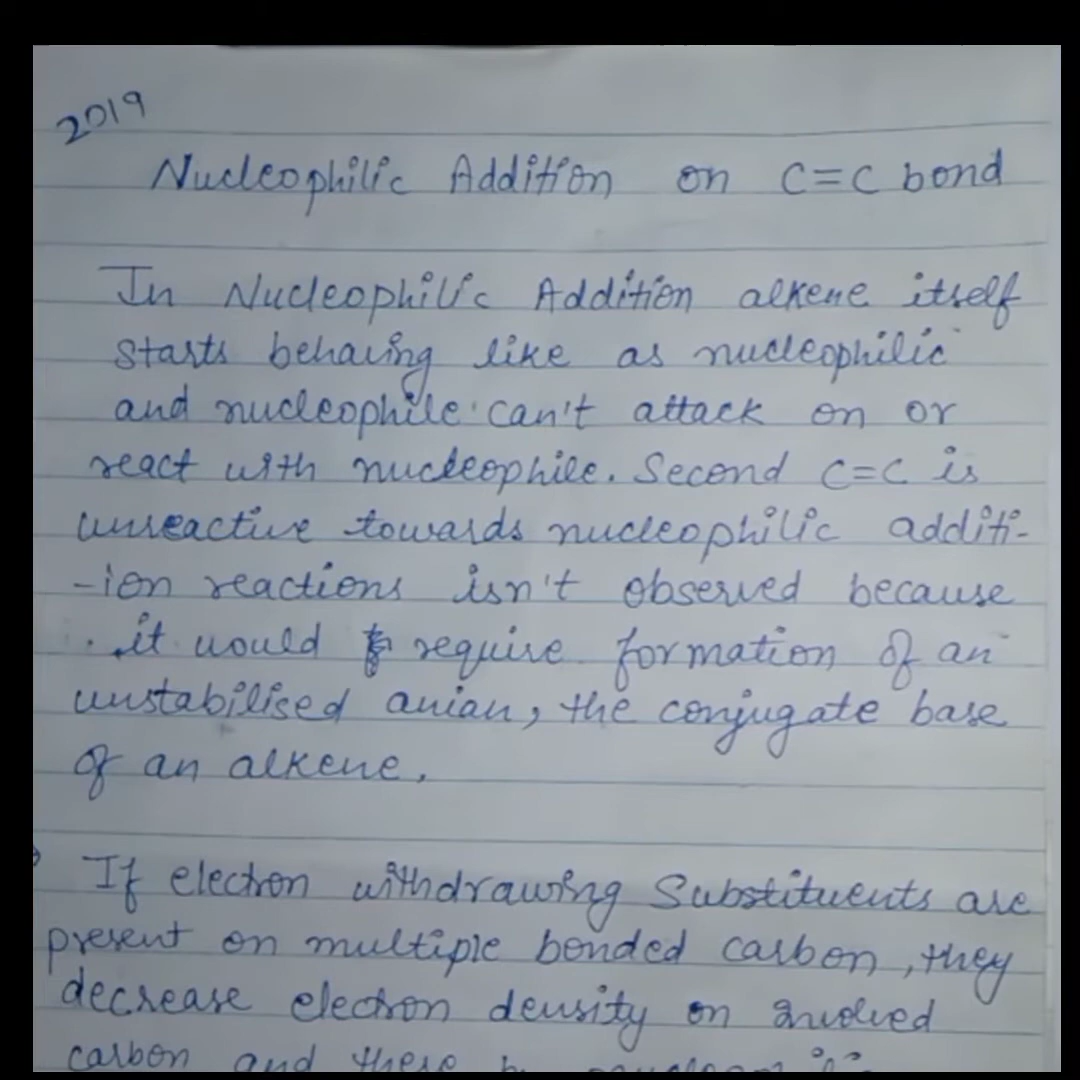 2019
Nucleophilic Addition on C=C bond
In Nucleophilic Addition alkene itself
starts behaving like as nucleophilic
and nucleophile can't attack on or
react with nucleophile. Second C=C is
unreactive towards nucleophilic additi-
-ion reactions isn't observed because
it would require formation of an
unstabilised anian, the conjugate base
of an alkene.
If electron withdrawing Substituents are
present on multiple bonded carbon, they
decrease electron density on involved
carbon and there by